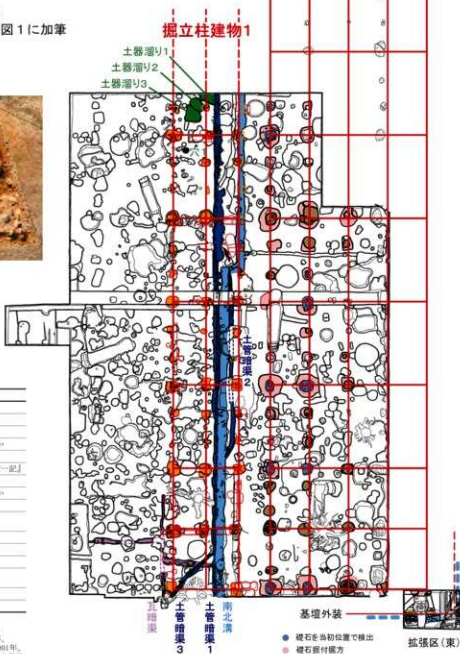 図1に加筆
掘立柱建物1
土器溜り1
土器溜り2
土器溜り3
土管暗渠2
瓦暗渠
土管暗渠3
土管暗渠1
南北溝
基壇外装
礎石を当初位置で検出
礎石据付掘方
拡張区(東)